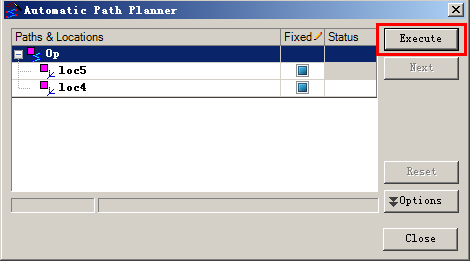 Automatic Path Planner
Paths & Locations Fixed Status
Execute
Op
loc5
Next
loc4
Reset
Options
Close